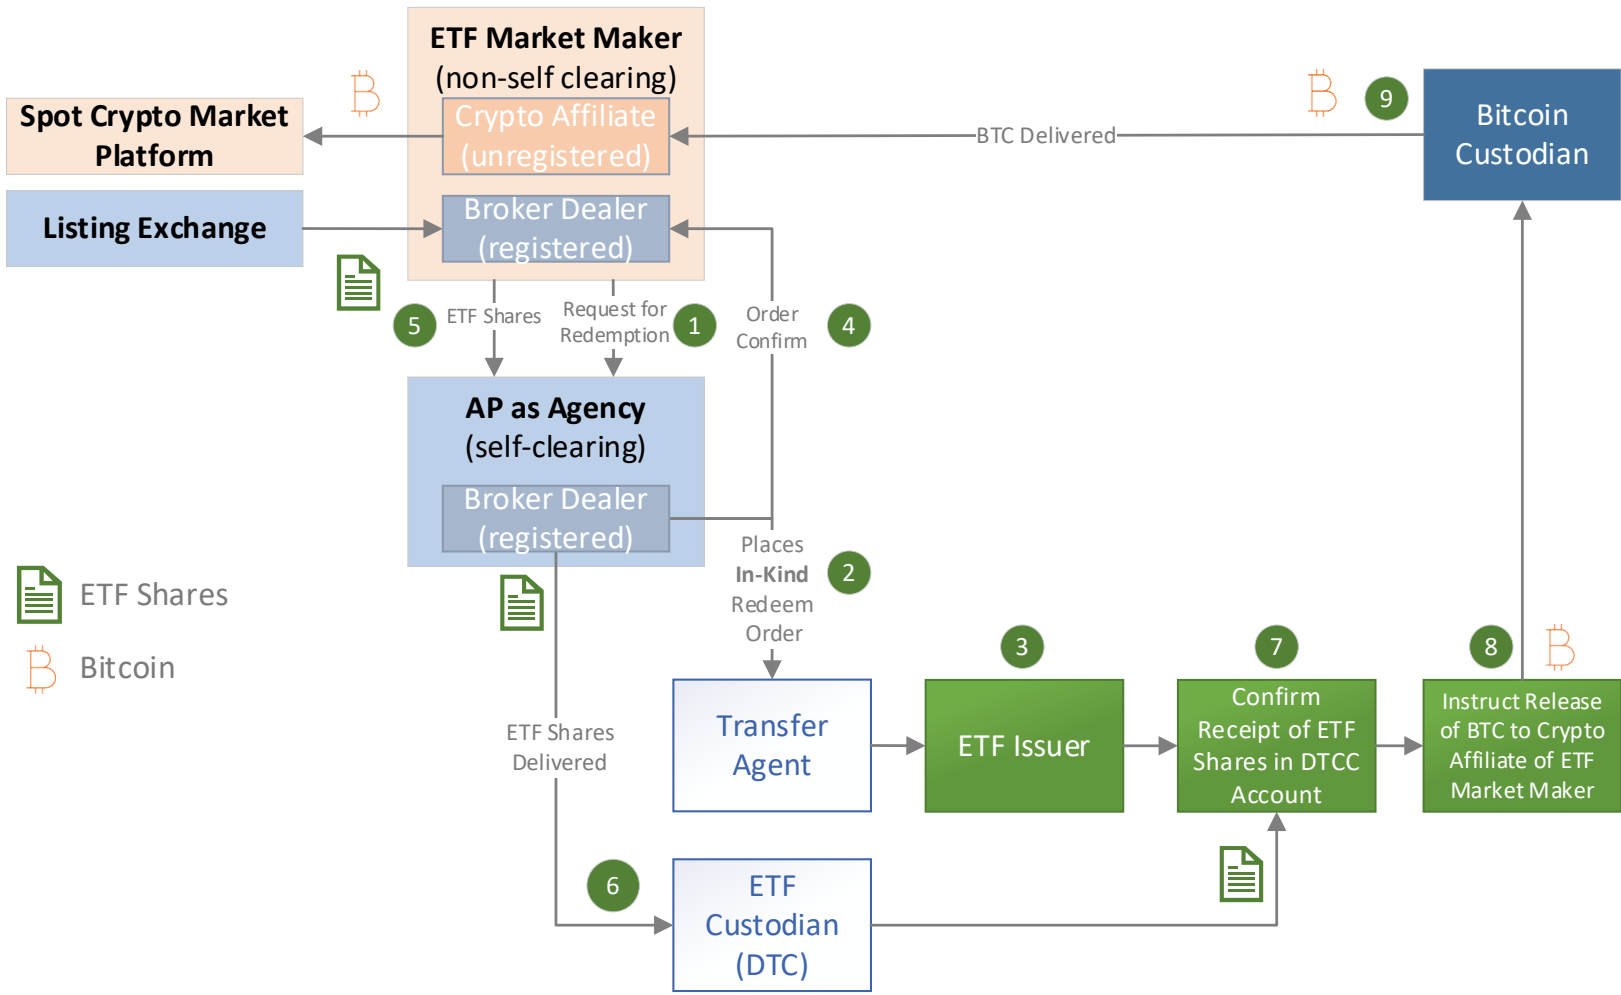 ETF Market Maker
(non-self clearing)
Crypto Affiliate
(unregistered)
Broker Dealer
(registered)
Spot Crypto Market
Platform
Listing Exchange
BTC Delivered
9
Bitcoin
Custodian
5
ETF Shares
Request for
Redemption
1
Order
Confirm
4
AP as Agency
(self-clearing)
Broker Dealer
(registered)
Places
In-Kind
Redeem
Order
2
ETF Shares
Bitcoin
ETF Shares
Delivered
Transfer
Agent
3
ETF Issuer
7
Confirm
Receipt of ETF
Shares in DTCC
Account
8
Instruct Release
of BTC to Crypto
Affiliate of ETF
Market Maker
6
ETF
Custodian
(DTC)